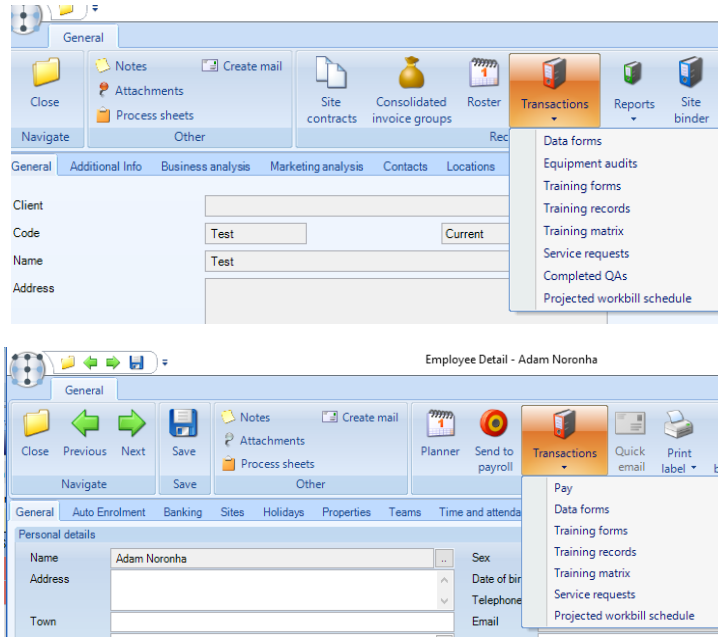 General
Close
Notes
Attachments
Process sheets
Create mail
Site
contracts
Consolidated
invoice groups
Roster
Transactions
Reports
Site
binder
Navigate
Other
General Additional Info Business analysis Marketing analysis Contacts Locations
Data forms
Equipment audits
Training forms
Training records
Training matrix
Service requests
Completed QAs
Projected workbill schedule
Client
Code Test Current
Name Test
Address
Employee Detail - Adam Noronha
General
Close
Previous
Next
Save
Notes
Attachments
Process sheets
Create mail
Planner
Send to
payroll
Transactions
Quick
email
Print
label
Navigate
Save
Other
General Auto Enrolment Banking Sites Holidays Properties Teams Time and attenda
Pay
Data forms
Training forms
Training records
Training matrix
Service requests
Projected workbill schedule
Personal details
Name Adam Noronha .. Sex
Address Date of bir
Telephone
Town Email